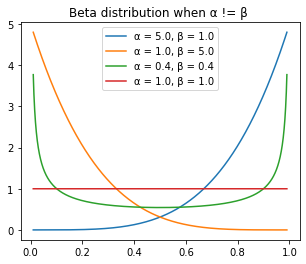 Beta distribution when α != β
α = 5.0, β = 1.0
α = 1.0, β = 5.0
α = 0.4, β = 0.4
α = 1.0, β = 1.0
5
4
3
2
1
0
0.0 0.2 0.4 0.6 0.8 1.0